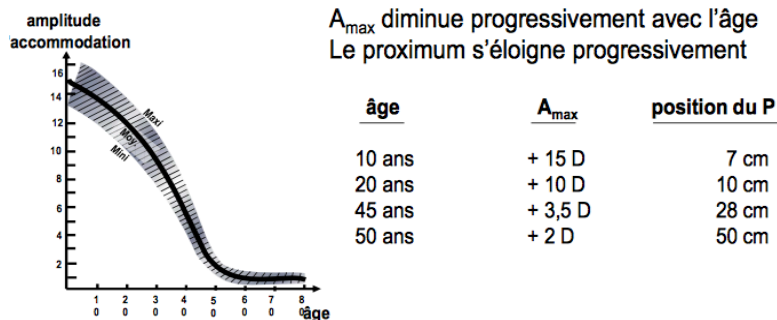 amplitude
accommodation
16
14
12
10
8
6
4
2
1
Maxi
Moy.
Mini
1 2 3 4 5 6 7 8
0 0 0 0 0 0 0 0
âge
A max diminue progressivement avec l’âge
Le proximum s’éloigne progressivement
âge A max position du P
10 ans + 15 D 7 cm
20 ans + 10 D 10 cm
45 ans + 3,5 D 28 cm
50 ans + 2 D 50 cm